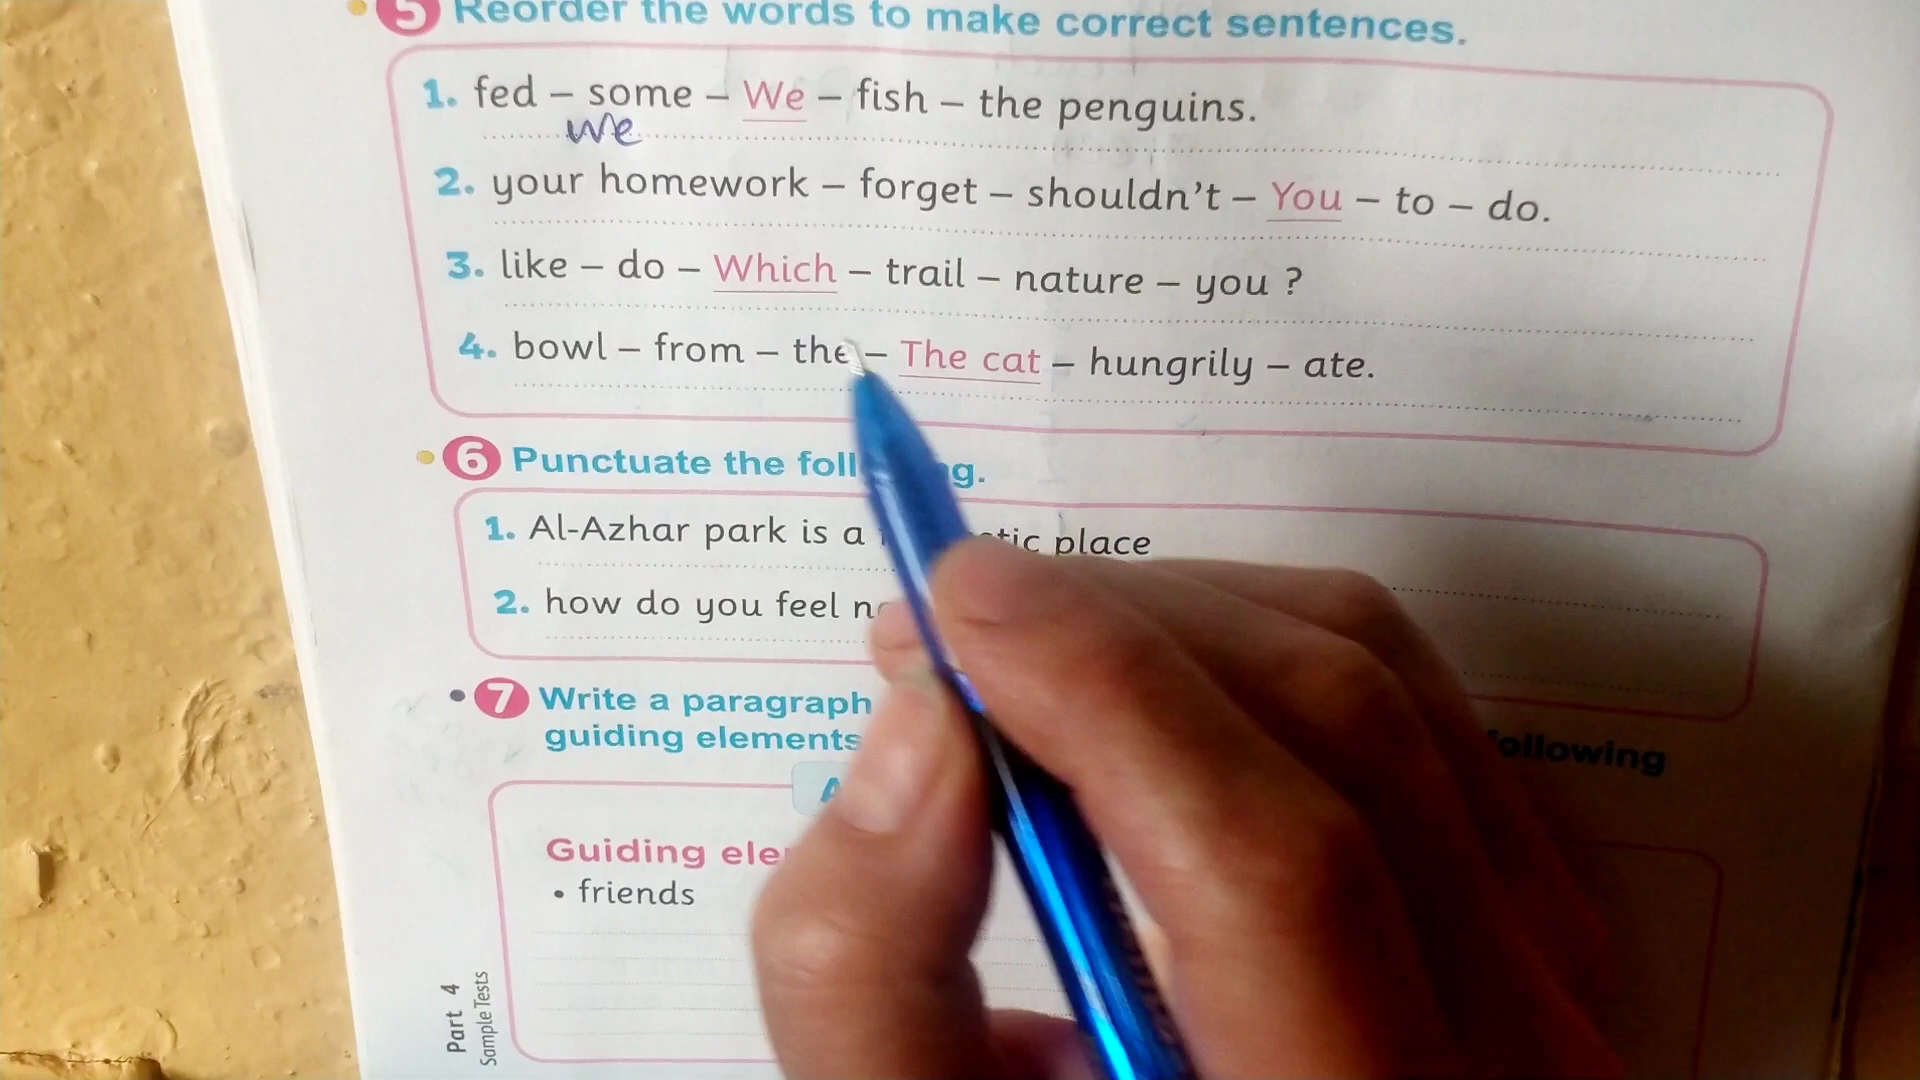 5 Reorder the words to make correct sentences.
1. fed – some – We – fish – the penguins.
we
2. your homework – forget – shouldn't – You – to – do.
3. like – do – Which – trail – nature – you ?
4. bowl – from – the – The cat – hungrily – ate.
6 Punctuate the following.
1. Al-Azhar park is a place
2. how do you feel
7 Write a paragraph following
guiding elements
Guiding
• friends
Part 4
Sample Tests